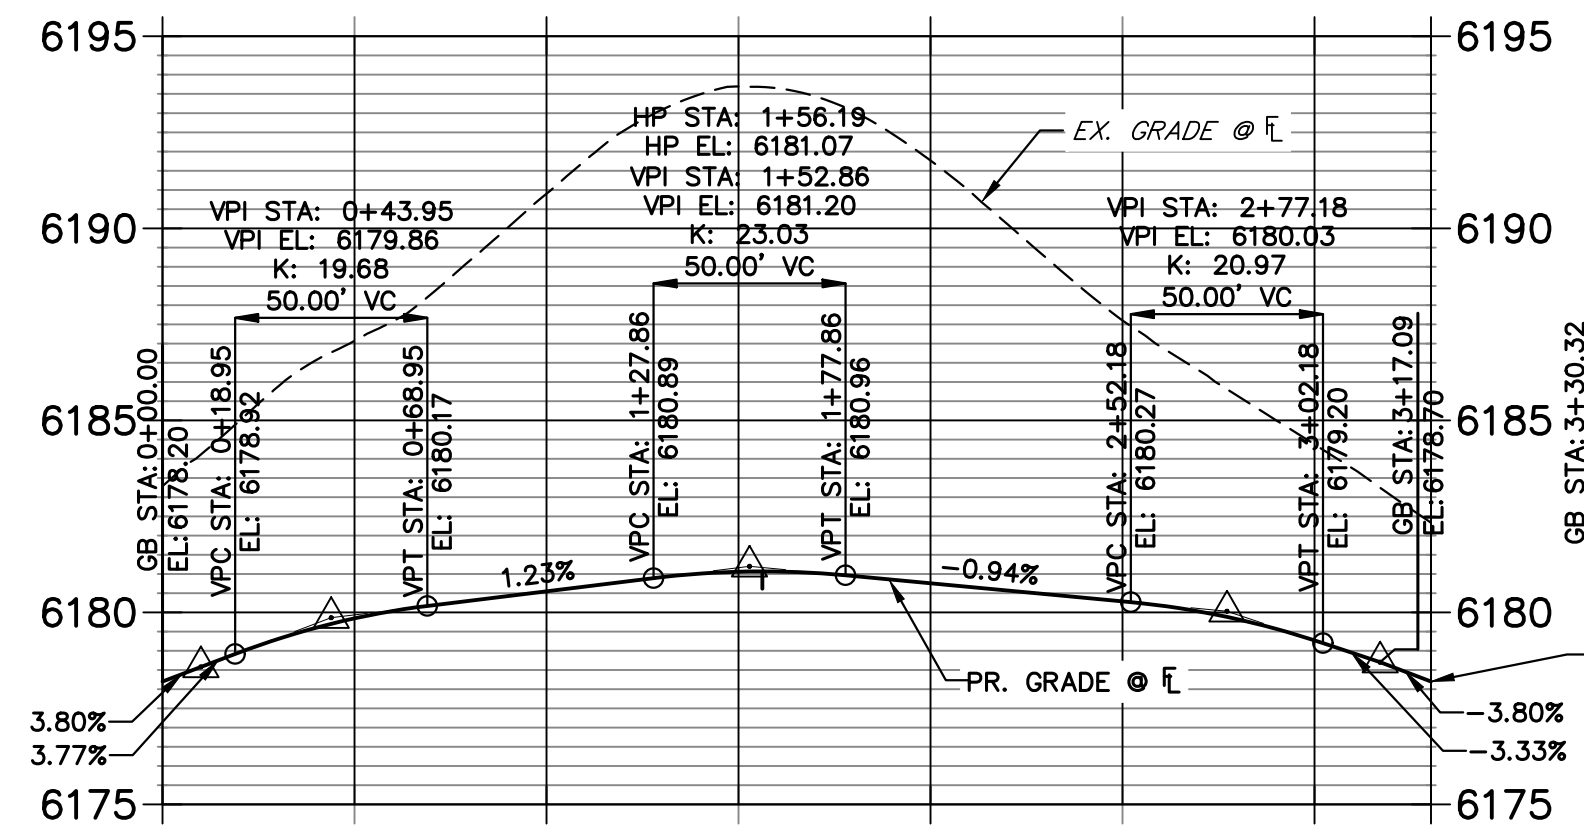 6195
6195
HP STA: 1+56.19
HP EL: 6181.07
VPI STA: 1+52.86
VPI EL: 6181.20
K: 23.03
50.00' VC
EX. GRADE @ FL
VPI STA: 0+43.95
VPI EL: 6179.86
K: 19.68
50.00' VC
VPI STA: 2+77.18
VPI EL: 6180.03
K: 20.97
50.00' VC
6190
6190
GB STA: 0+00.00
EL: 6178.20
VPC STA: 0+18.95
EL: 6178.92
VPT STA: 0+68.95
EL: 6180.17
VPC STA: 1+27.86
EL: 6180.89
VPT STA: 1+77.86
EL: 6180.96
VPC STA: 2+52.18
EL: 6180.27
VPT STA: 3+02.18
EL: 6179.20
GB STA: 3+17.09
EL: 6178.70
GB STA: 3+30.32
6185
6185
1.23%
-0.94%
6180
6180
PR. GRADE @ FL
3.80%
3.77%
-3.80%
-3.33%
6175
6175